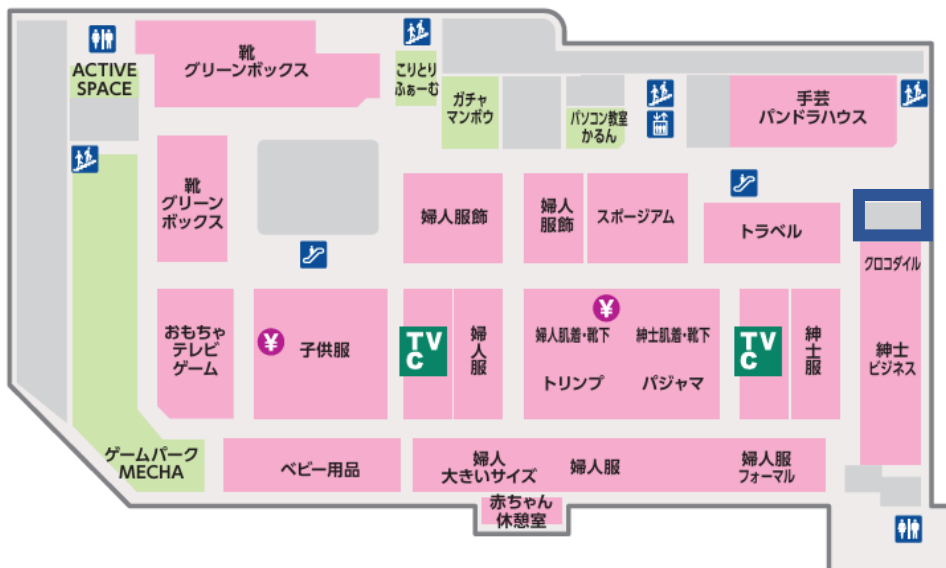 ACTIVE
SPACE
靴
グリーンボックス
こりとり
ふぁーむ
ガチャ
マンボウ
パソコン教室
かるん
手芸
パンドラハウス
靴
グリーン
ボックス
婦人服飾
婦人
服飾
スポージアム
トラベル
クロコダイル
おもちゃ
テレビ
ゲーム
¥
子供服
TV
C
婦人服
¥
婦人肌着・靴下
紳士肌着・靴下
トリンプ
パジャマ
TV
C
紳士服
紳士
ビジネス
ゲームパーク
MECHA
ベビー用品
婦人
大きいサイズ
婦人服
婦人服
フォーマル
赤ちゃん
休憩室